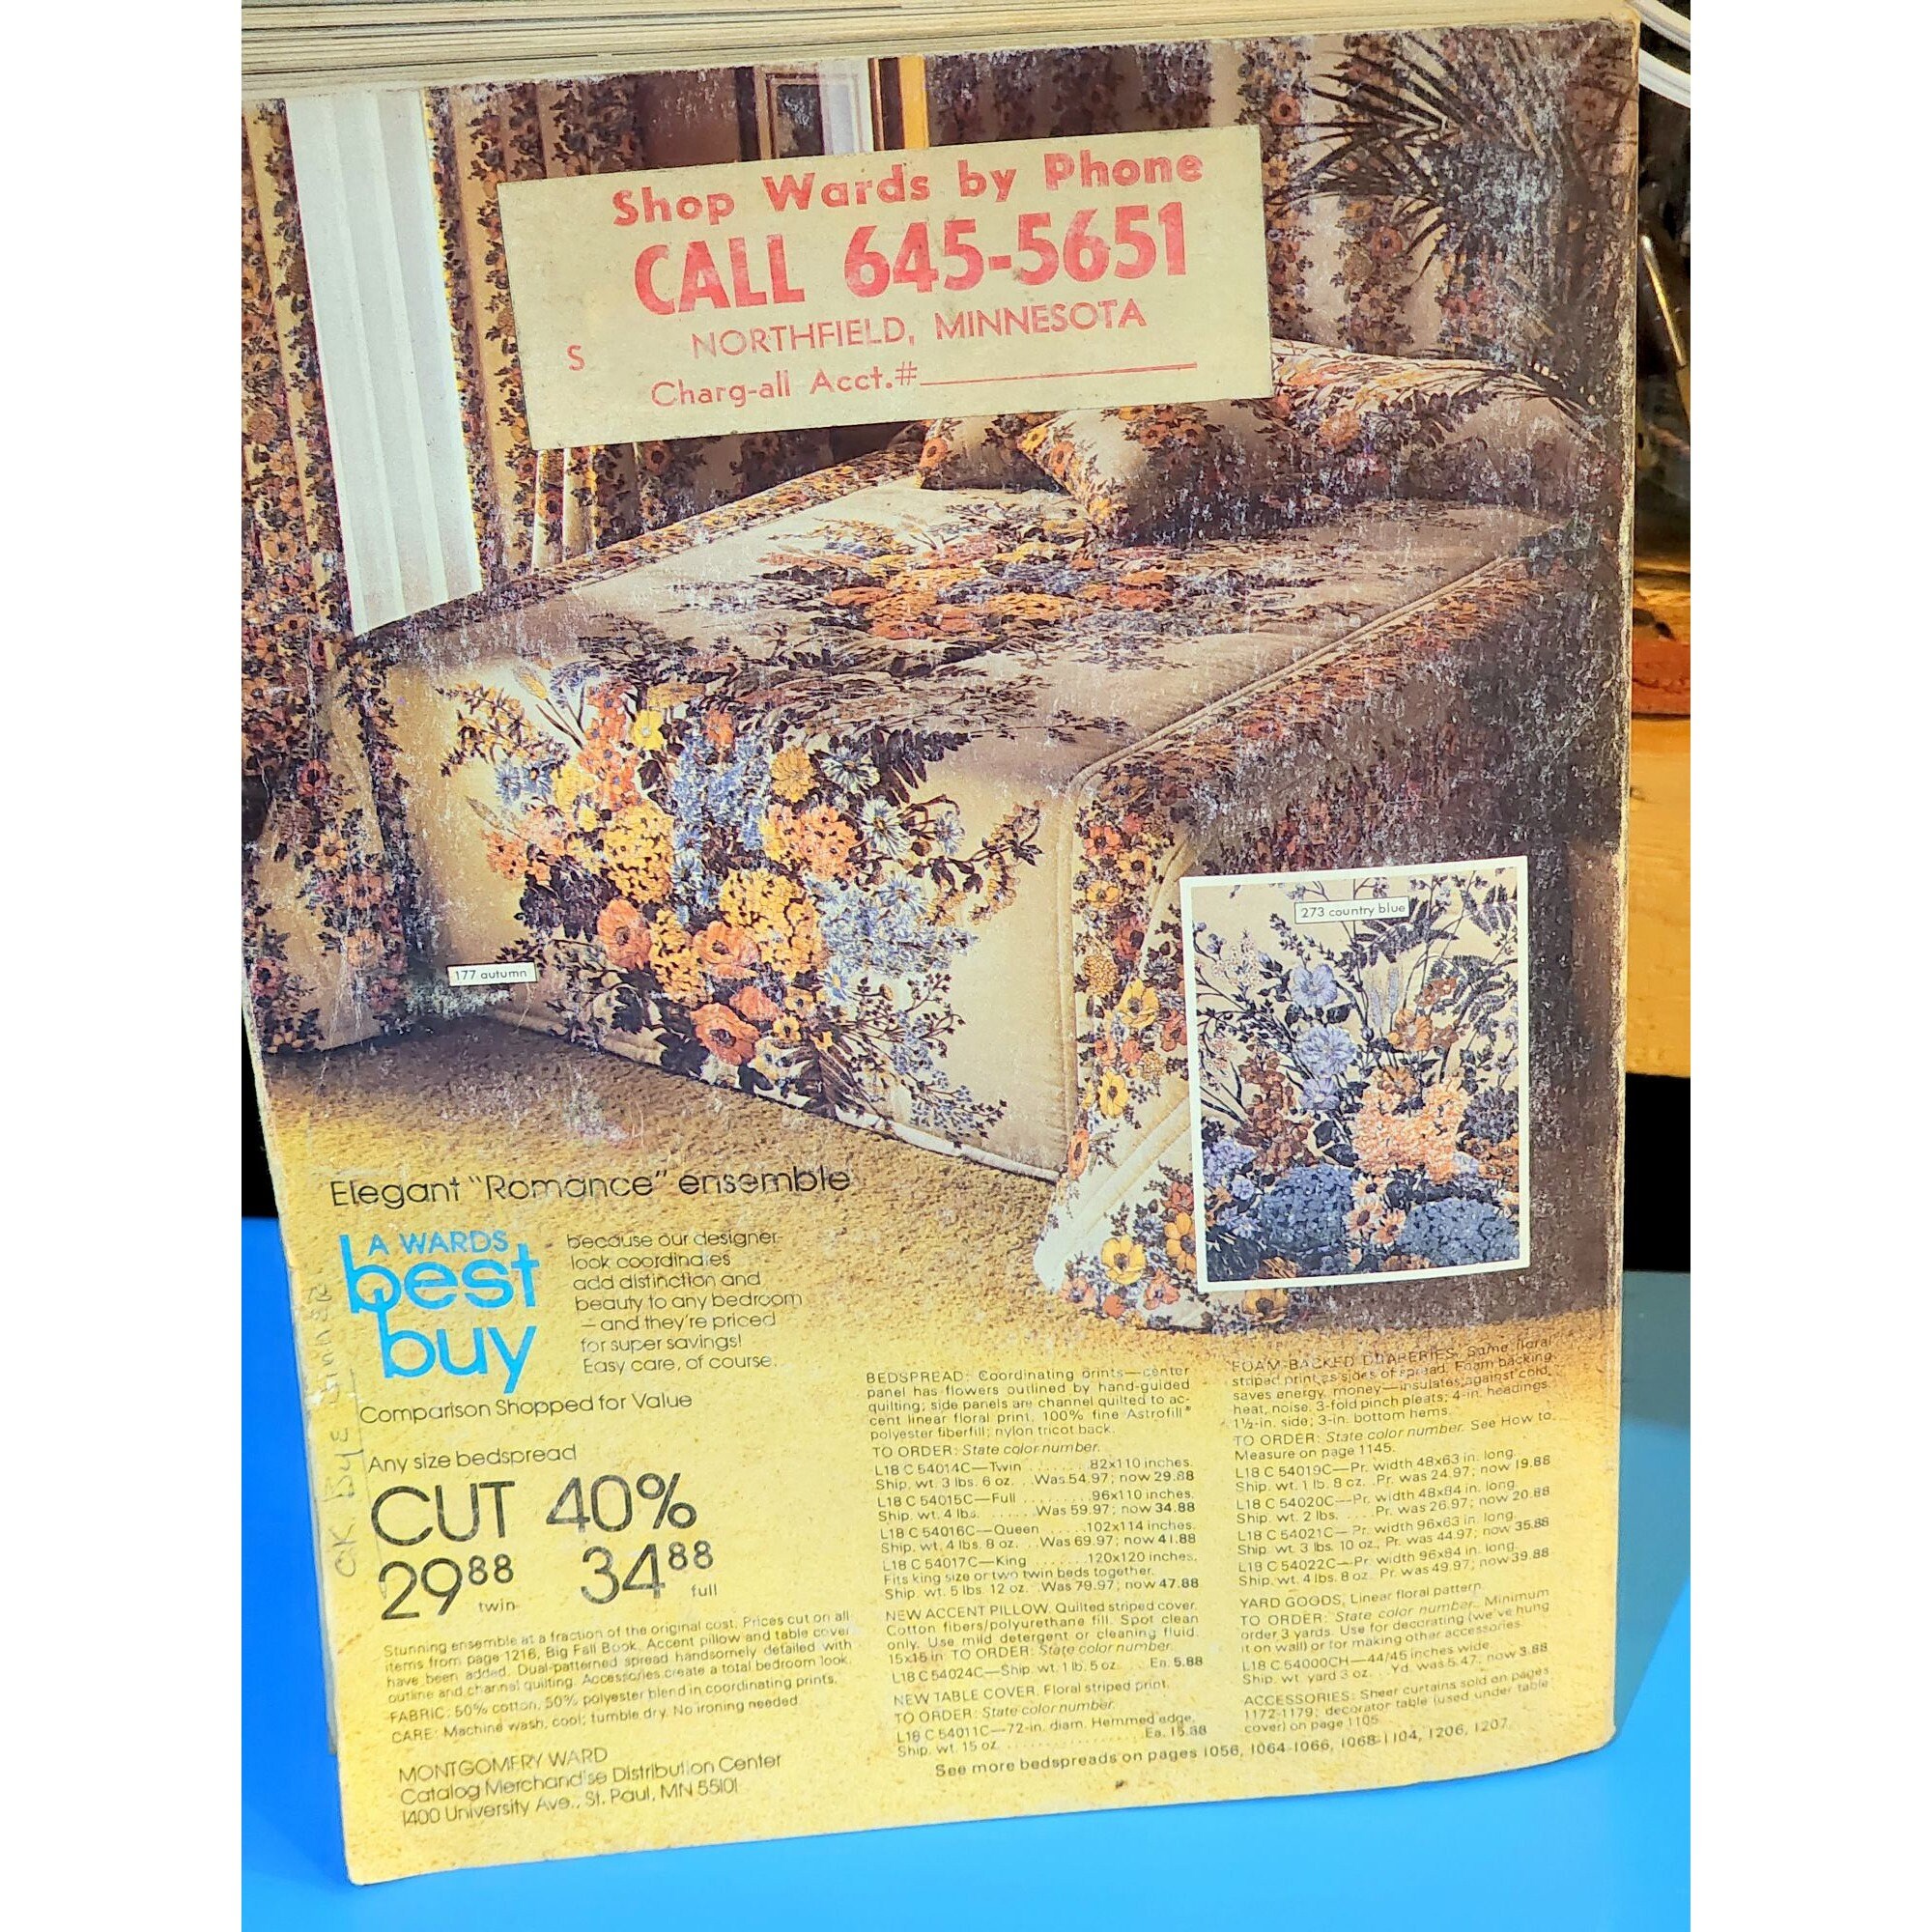 Shop Wards by Phone
CALL 645-5651
NORTHFIELD, MINNESOTA
S
Charg-all Acct.#
273 country blue
177 autumn
Elegant "Romance" ensemble
A WARDS
best
buy
because our designer
look coordinates
add distinction and
beauty to any bedroom
—and they're priced
for super savings!
Easy care, of course.
Comparison Shopped for Value
Any size bedspread
CUT 40%
29⁸⁸ twin
34⁸⁸ full
Stunning ensemble at a fraction of the original cost. Prices cut on all
items from page 1216, Big Fall Book. Accent pillow and table cover
have been added. Dual-patterned spread handsomely detailed with
outline and channel quilting. Accessories create a total bedroom look.
FABRIC: 50% cotton, 50% polyester blend in coordinating prints.
CARE: Machine wash, cool; tumble dry. No ironing needed.
MONTGOMERY WARD
Catalog Merchandise Distribution Center
1400 University Ave., St. Paul, MN 55101
BEDSPREAD: Coordinating prints—center
panel has flowers outlined by hand-guided
quilting; side panels are channel quilted to ac-
cent linear floral print. 100% fine Astrofill®
polyester fiberfill; nylon tricot back.
TO ORDER: State color number.
L18 C 54014C—Twin ........ 82x110 inches.
Ship. wt. 3 lbs. 6 oz. ..Was 54.97; now 29.88
L18 C 54015C—Full .......... 96x110 inches.
Ship. wt. 4 lbs. ......Was 59.97; now 34.88
L18 C 54016C—Queen .....102x114 inches.
Ship. wt. 4 lbs. 8 oz. ..Was 69.97; now 41.88
L18 C 54017C—King ........120x120 inches.
Fits king size or two twin beds together.
Ship. wt. 5 lbs. 12 oz. ..Was 79.97; now 47.88
NEW ACCENT PILLOW. Quilted striped cover.
Cotton fibers/polyurethane fill. Spot clean
only. Use mild detergent or cleaning fluid.
15x15 in. TO ORDER: State color number.
L18 C 54024C—Ship. wt. 1 lb. 5 oz. ... Ea. 5.88
NEW TABLE COVER. Floral striped print.
TO ORDER: State color number.
L18 C 54011C—72-in. diam. Hemmed edge.
Ship. wt. 15 oz. .................... Ea. 15.88
FOAM-BACKED DRAPERIES. Same floral
striped print as sides of spread. Foam backing
saves energy, money—insulates against cold,
heat, noise. 3-fold pinch pleats; 4-in. headings.
1½-in. side; 3-in. bottom hems.
TO ORDER: State color number. See How to
Measure on page 1145.
L18 C 54019C—Pr. width 48x63 in. long.
Ship. wt. 1 lb. 8 oz. ..Pr. was 24.97; now 19.88
L18 C 54020C—Pr. width 48x84 in. long.
Ship. wt. 2 lbs. ....Pr. was 26.97; now 20.88
L18 C 54021C—Pr. width 96x63 in. long.
Ship. wt. 3 lbs. 10 oz., Pr. was 44.97; now 35.88
L18 C 54022C—Pr. width 96x84 in. long.
Ship. wt. 4 lbs. 8 oz. Pr. was 49.97; now 39.88
YARD GOODS, Linear floral pattern.
TO ORDER: State color number. Minimum
order 3 yards. Use for decorating (we've hung
it on wall) or for making other accessories.
L18 C 54000CH—44/45 inches wide.
Ship. wt. yard 3 oz. ..Yd. was 5.47, now 3.88
ACCESSORIES: Sheer curtains sold on pages
1172-1179; decorator table (used under table
cover) on page 1105.
See more bedspreads on pages 1056, 1064-1066, 1068-1104, 1206, 1207.